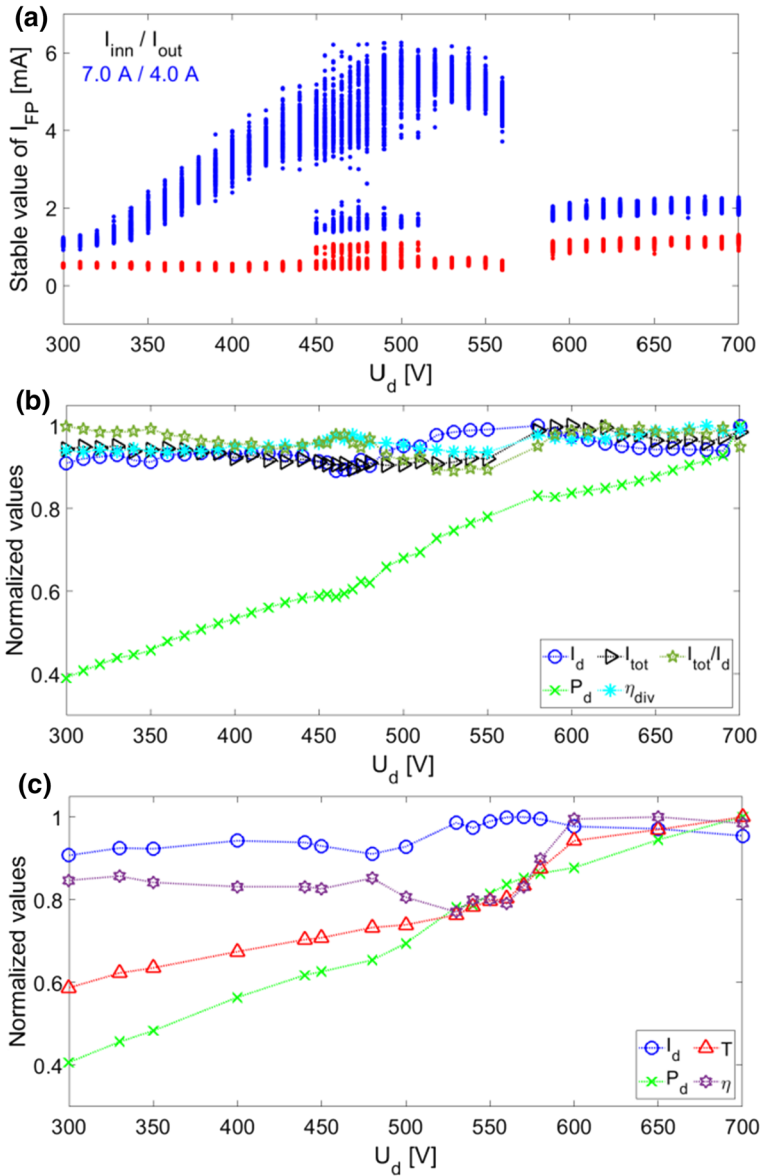 (a)
I_inn / I_out
7.0 A / 4.0 A
Stable value of I_FP [mA]
6
4
2
0
300 350 400 450 500 550 600 650 700
U_d [V]
(b)
Normalized values
1
0.8
0.6
0.4
I_d I_tot I_tot/I_d
P_d η_div
300 350 400 450 500 550 600 650 700
U_d [V]
(c)
Normalized values
1
0.8
0.6
0.4
I_d T
P_d η
300 350 400 450 500 550 600 650 700
U_d [V]